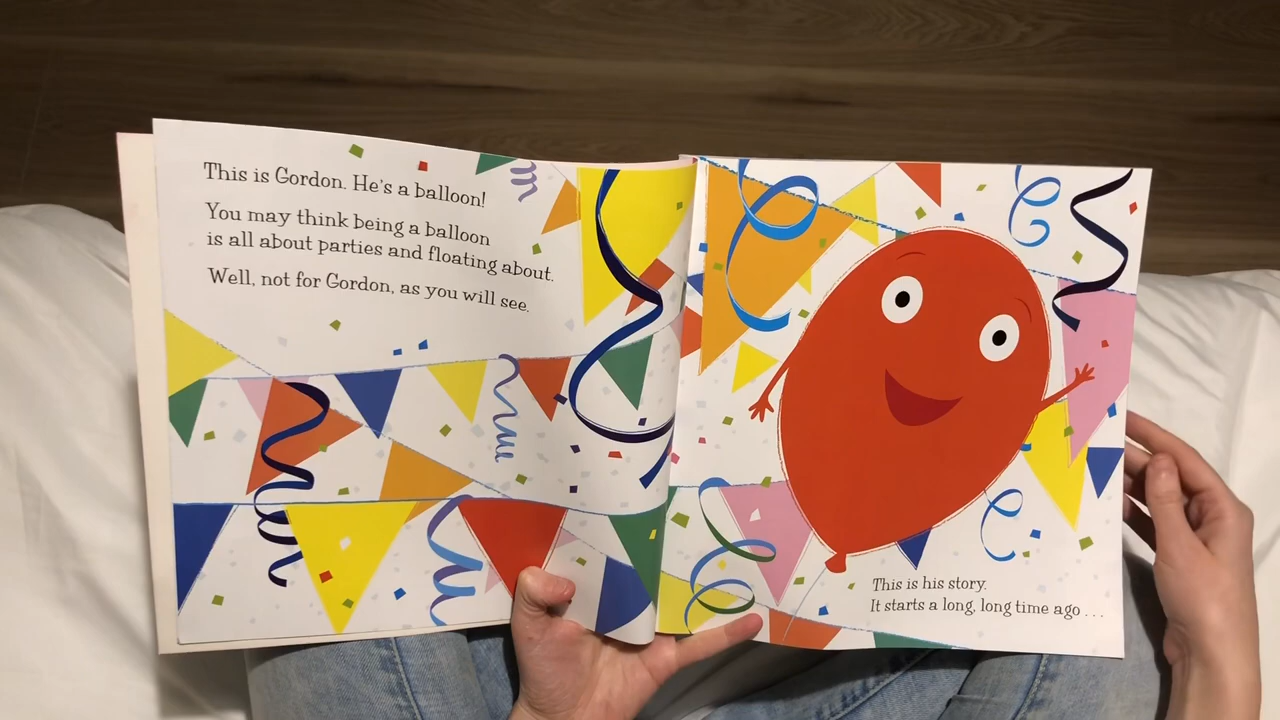 This is Gordon. He's a balloon!
You may think being a balloon
is all about parties and floating about.
Well, not for Gordon, as you will see.
This is his story.
It starts a long, long time ago . . .